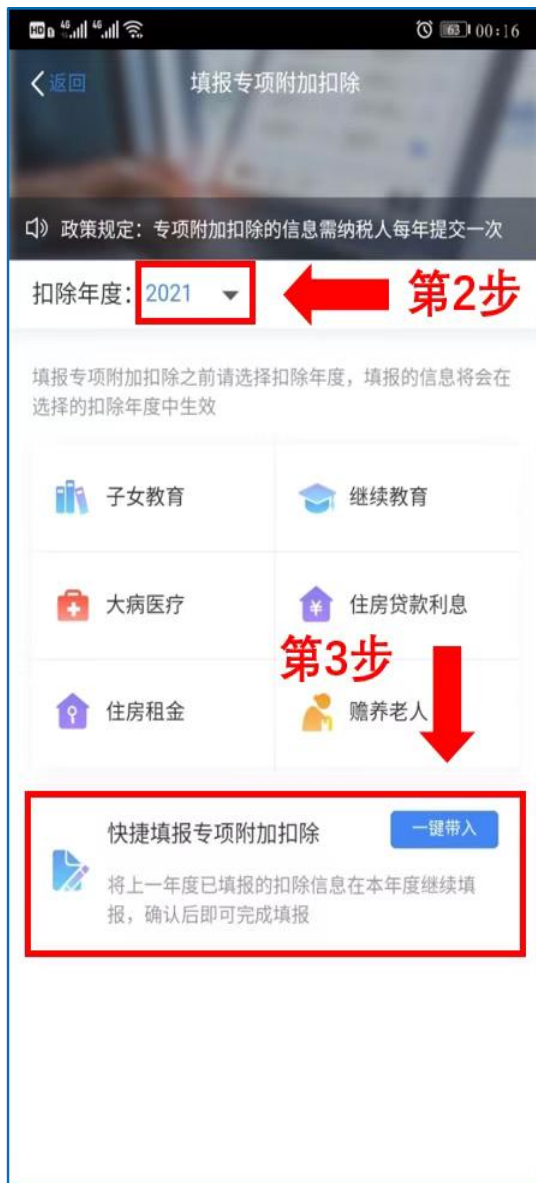 HD 4G 4G 63 00:16
返回 填报专项附加扣除
政策规定：专项附加扣除的信息需纳税人每年提交一次
扣除年度：2021 第2步
填报专项附加扣除之前请选择扣除年度，填报的信息将会在
选择的扣除年度中生效
子女教育 继续教育
大病医疗 住房贷款利息
第3步
住房租金 赡养老人
快捷填报专项附加扣除 一键带入
将上一年度已填报的扣除信息在本年度继续填
报，确认后即可完成填报